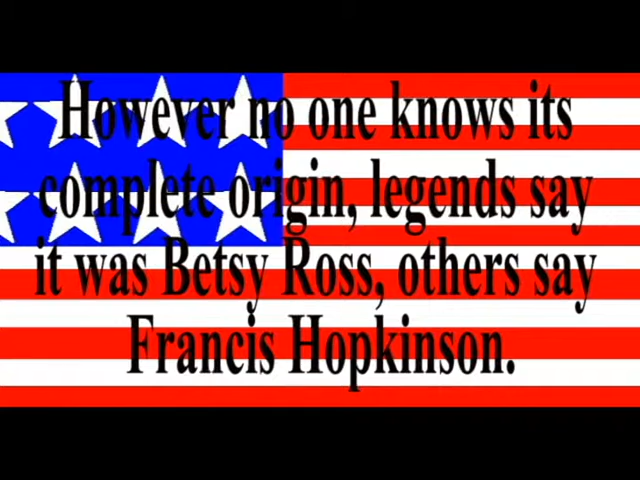 However no one knows its
complete origin, legends say
it was Betsy Ross, others say
Francis Hopkinson.